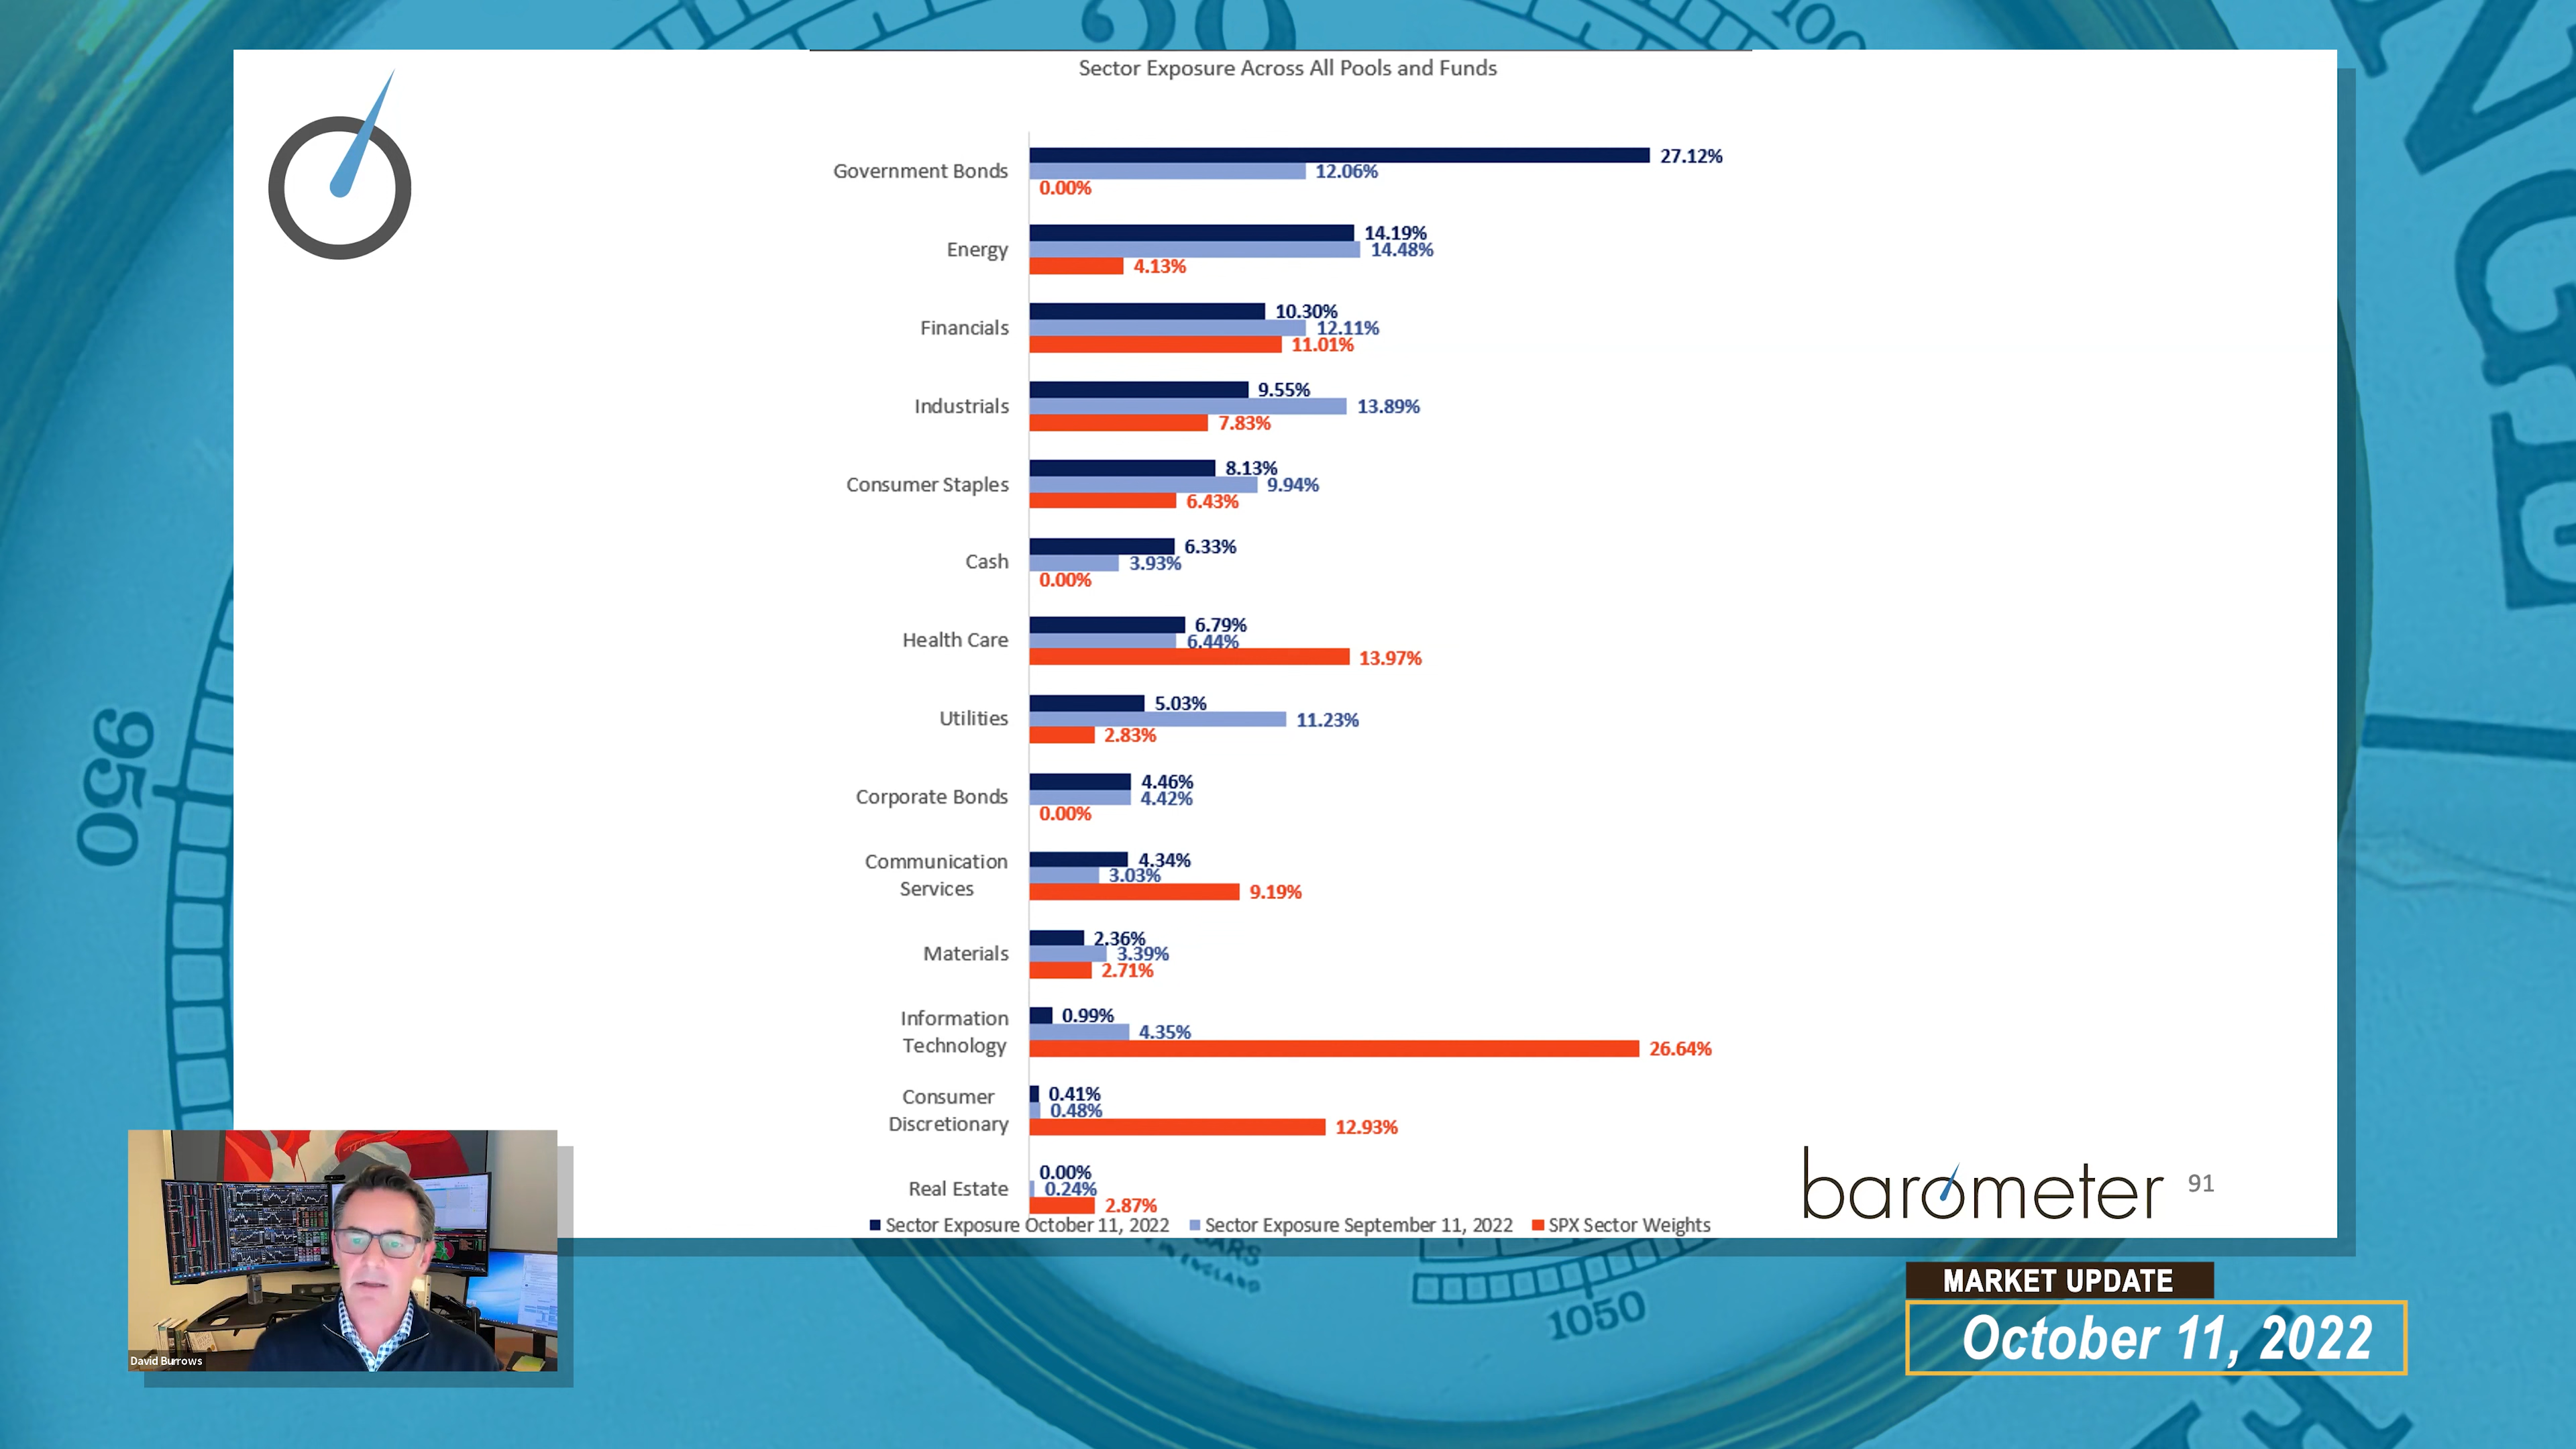 100
Sector Exposure Across All Pools and Funds
Government Bonds
27.12%
12.06%
0.00%
Energy
14.19%
14.48%
4.13%
Financials
10.30%
12.11%
11.01%
Industrials
9.55%
13.89%
7.83%
Consumer Staples
8.13%
9.94%
6.43%
Cash
6.33%
3.93%
0.00%
Health Care
6.79%
6.44%
13.97%
Utilities
5.03%
11.23%
2.83%
Corporate Bonds
4.46%
4.42%
0.00%
Communication
Services
4.34%
3.03%
9.19%
Materials
2.36%
3.39%
2.71%
Information
Technology
0.99%
4.35%
26.64%
Consumer
Discretionary
0.41%
0.48%
12.93%
Real Estate
0.00%
0.24%
2.87%
Sector Exposure October 11, 2022 Sector Exposure September 11, 2022 SPX Sector Weights
barometer 91
950
IN ENGLAND
1050
David Burrows
MARKET UPDATE
October 11, 2022